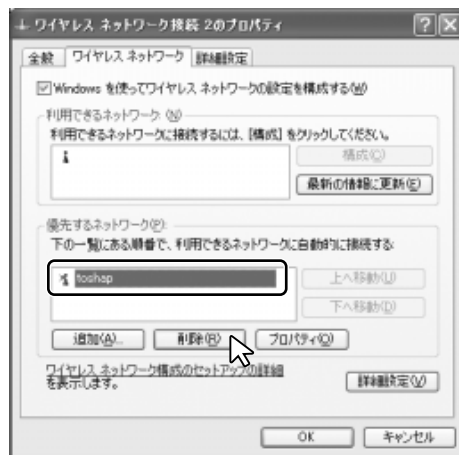 ワイヤレス ネットワーク接続 2のプロパティ
全般 ワイヤレス ネットワーク 詳細設定
Windows を使ってワイヤレス ネットワークの設定を構成する(W)
利用できるネットワーク(N)
利用できるネットワークに接続するには、[構成] をクリックしてください。
構成(C)
最新の情報に更新(E)
優先するネットワーク(P):
下の一覧にある順番で、利用できるネットワークに自動的に接続する:
toshap
上へ移動(U)
下へ移動(D)
追加(A)... 削除(R) プロパティ(O)
ワイヤレス ネットワーク構成のセットアップの詳細
を表示します。
詳細設定(V)
OK キャンセル